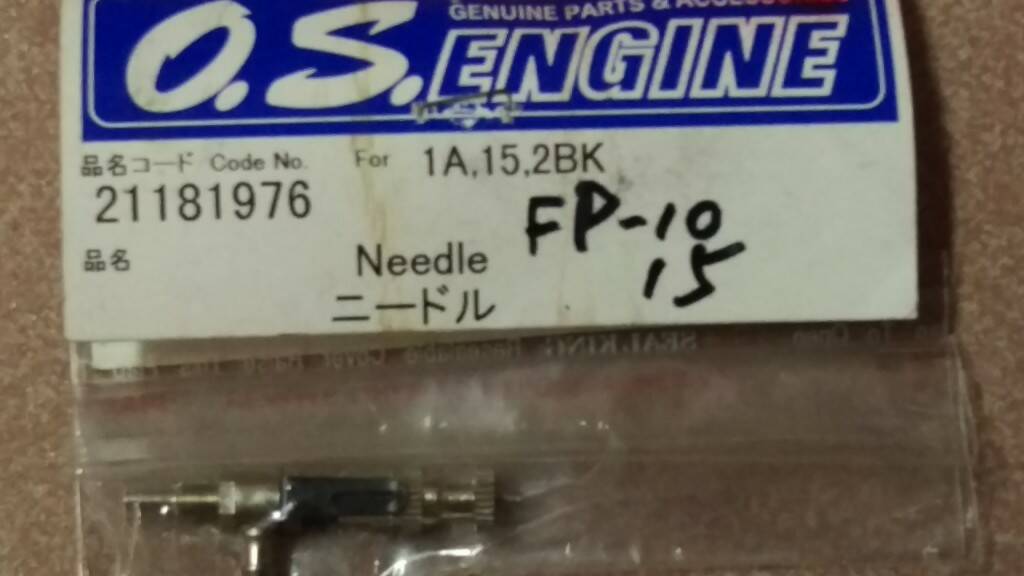 GENUINE PARTS &
O.S.ENGINE
品名コード Code No. For 1A,15,2BK
21181976
FP-10
15
品名 Needle
ニードル